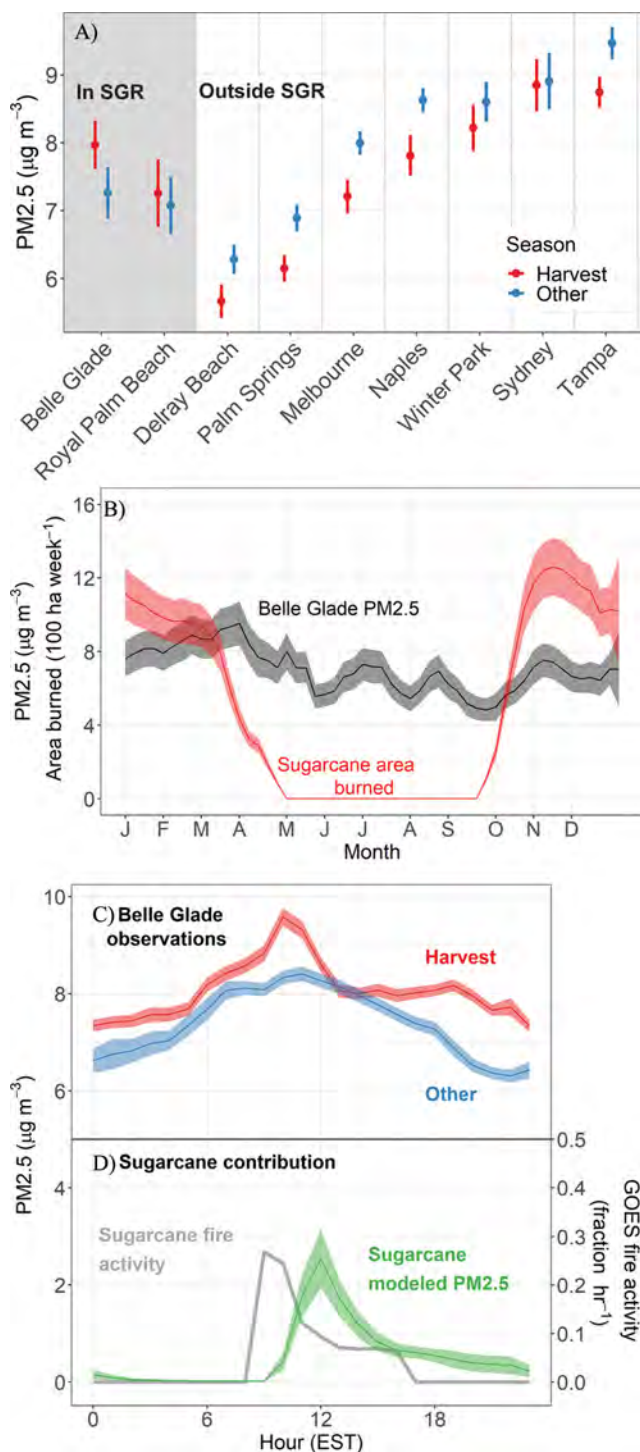 A)
In SGR
Outside SGR
PM2.5 (µg m⁻³)
9
8
7
6
Season
Harvest
Other
Belle Glade
Royal Palm Beach
Delray Beach
Palm Springs
Melbourne
Naples
Winter Park
Sydney
Tampa
B)
PM2.5 (µg m⁻³)
Area burned (100 ha week⁻¹)
16
12
8
4
0
Belle Glade PM2.5
Sugarcane area
burned
J F M A M J J A S O N D
Month
C) Belle Glade
observations
10
8
6
Harvest
Other
PM2.5 (µg m⁻³)
D) Sugarcane contribution
4
2
0
Sugarcane fire
activity
Sugarcane
modeled PM2.5
0.5
0.4
0.3
0.2
0.1
0.0
GOES fire activity
(fraction hr⁻¹)
0 6 12 18
Hour (EST)